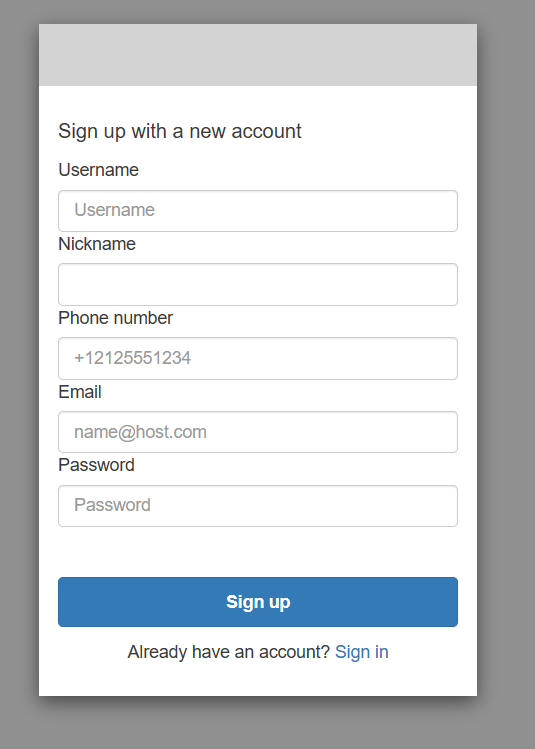 Sign up with a new account
Username
Username
Nickname
Phone number
+12125551234
Email
name@host.com
Password
Password
Sign up
Already have an account? Sign in